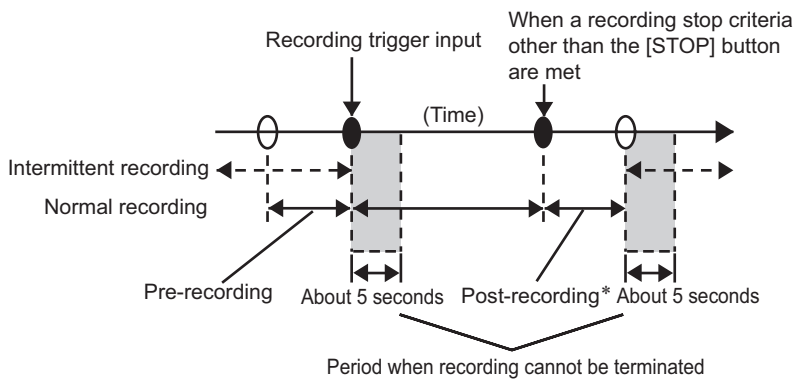 When a recording stop criteria
other than the [STOP] button
are met
Recording trigger input
(Time)
Intermittent recording
Normal recording
Pre-recording
About 5 seconds
Post-recording*
About 5 seconds
Period when recording cannot be terminated